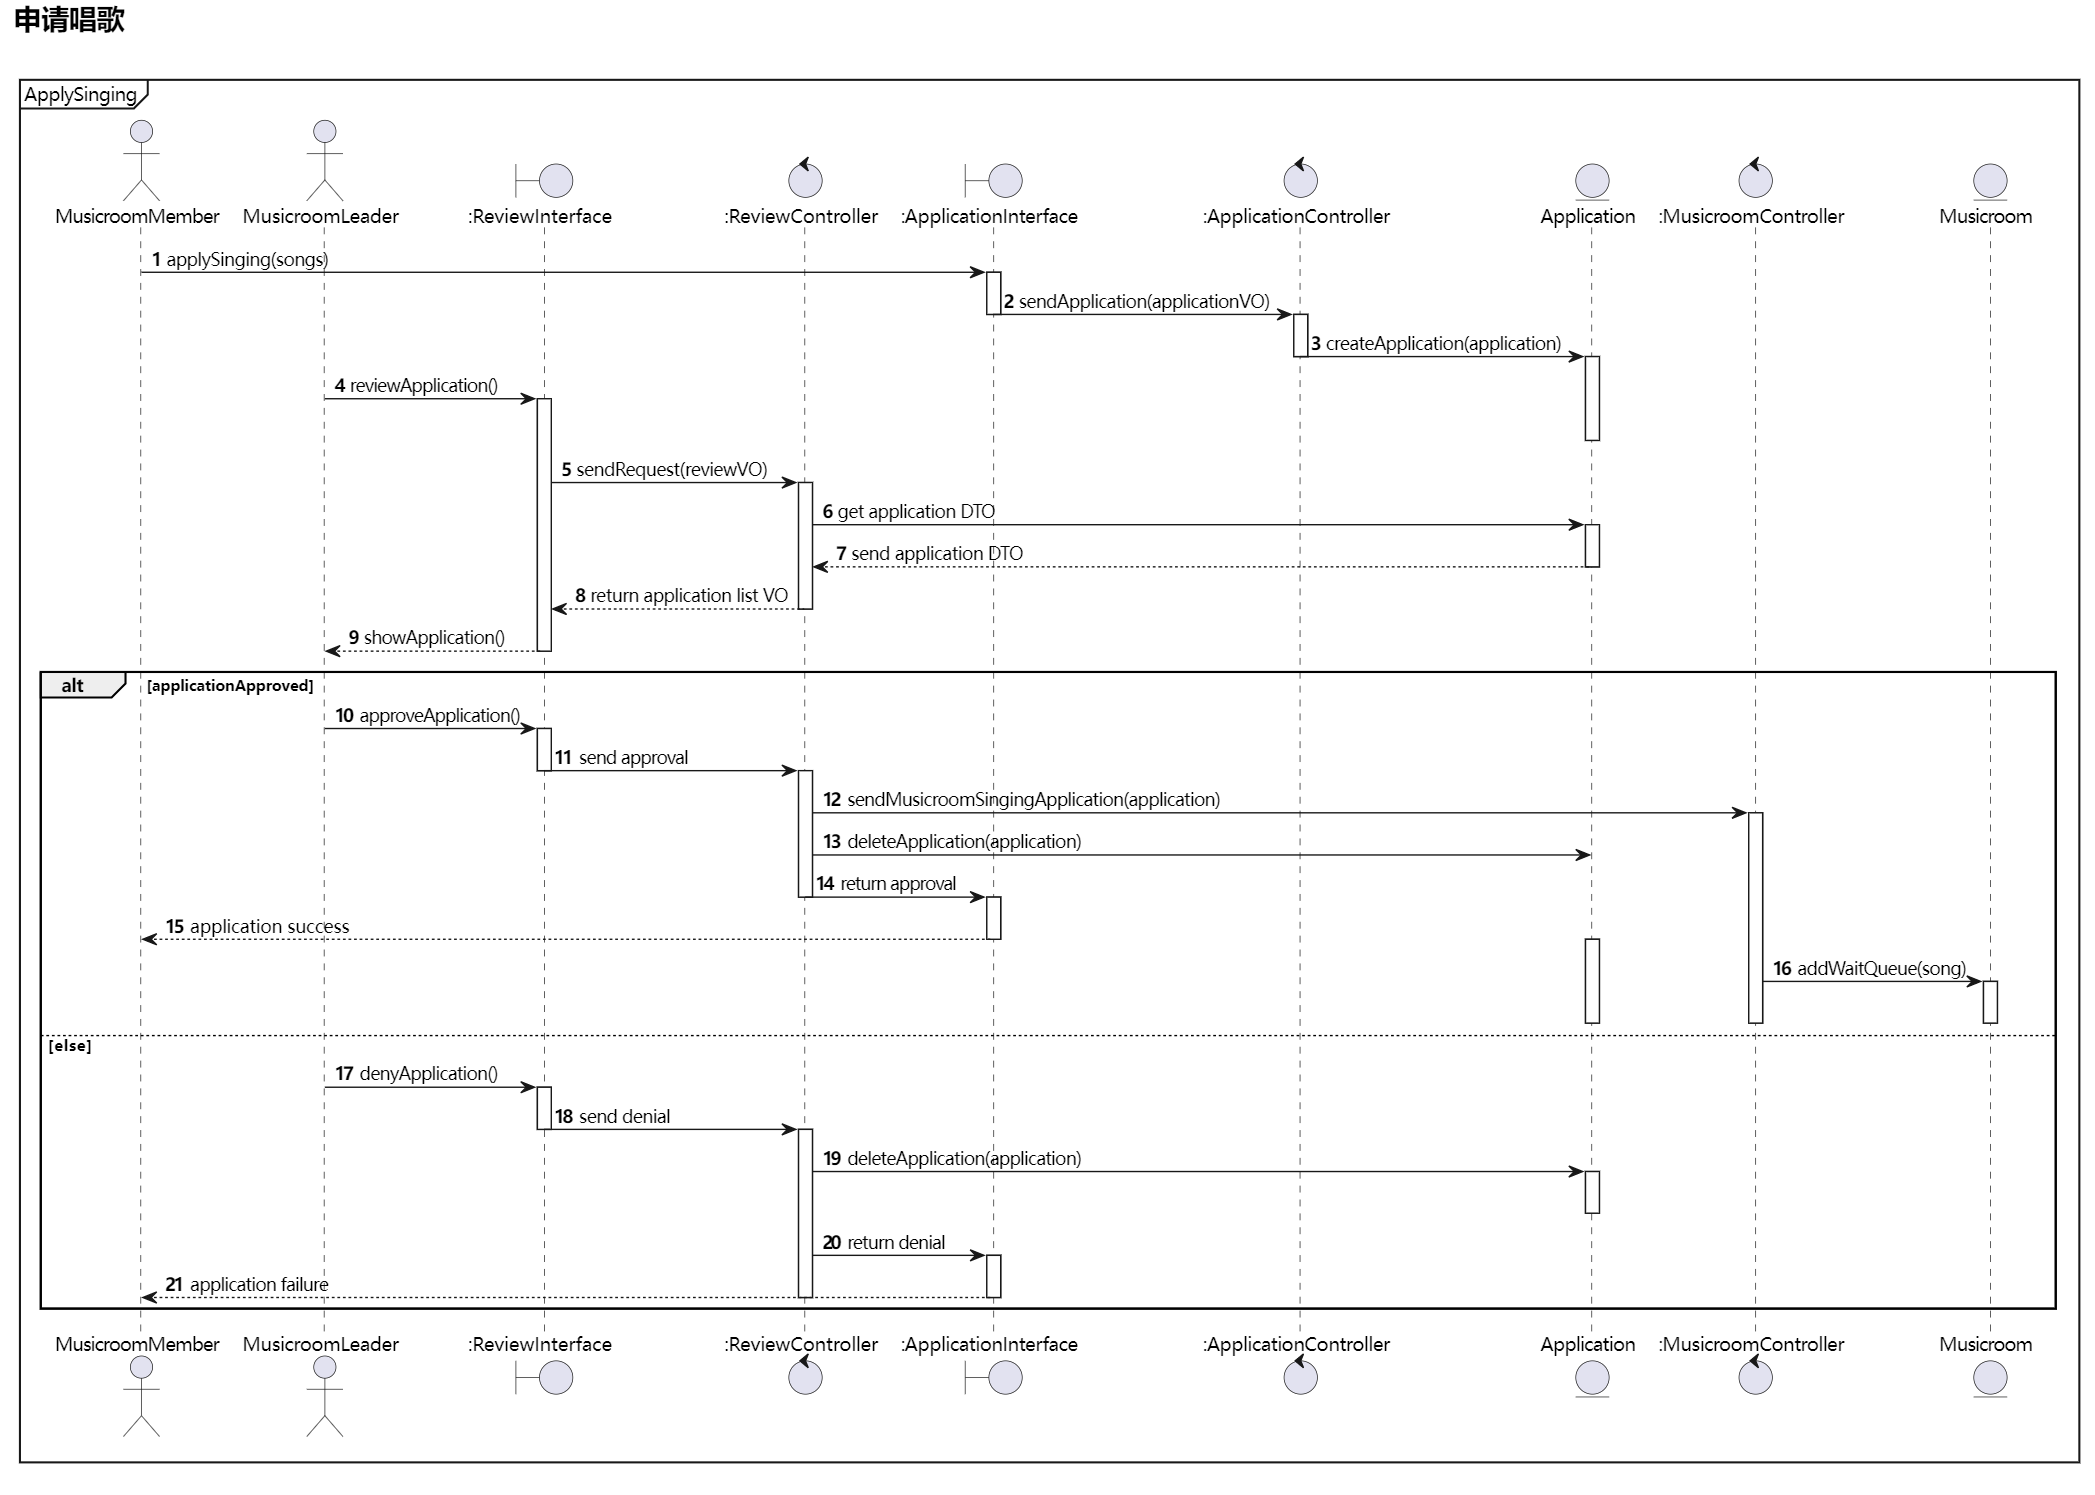 申请唱歌
ApplySinging
MusicroomMember MusicroomLeader :ReviewInterface :ReviewController :ApplicationInterface :ApplicationController Application :MusicroomController Musicroom
1 applySinging(songs)
2 sendApplication(applicationVO)
3 createApplication(application)
4 reviewApplication()
5 sendRequest(reviewVO)
6 get application DTO
7 send application DTO
8 return application list VO
9 showApplication()
alt [applicationApproved]
10 approveApplication()
11 send approval
12 sendMusicroomSingingApplication(application)
13 deleteApplication(application)
14 return approval
15 application success
16 addWaitQueue(song)
[else]
17 denyApplication()
18 send denial
19 deleteApplication(application)
20 return denial
21 application failure
MusicroomMember MusicroomLeader :ReviewInterface :ReviewController :ApplicationInterface :ApplicationController Application :MusicroomController Musicroom